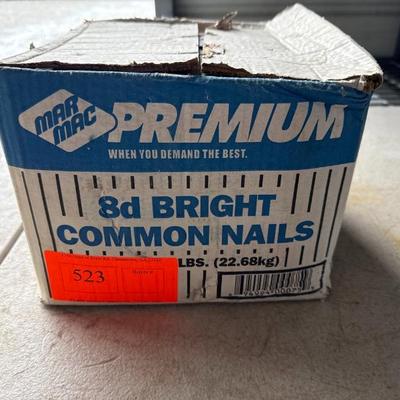 MAR
MAC
PREMIUM
WHEN YOU DEMAND THE BEST.
8d BRIGHT
COMMON NAILS
LBS. (22.68kg)
523